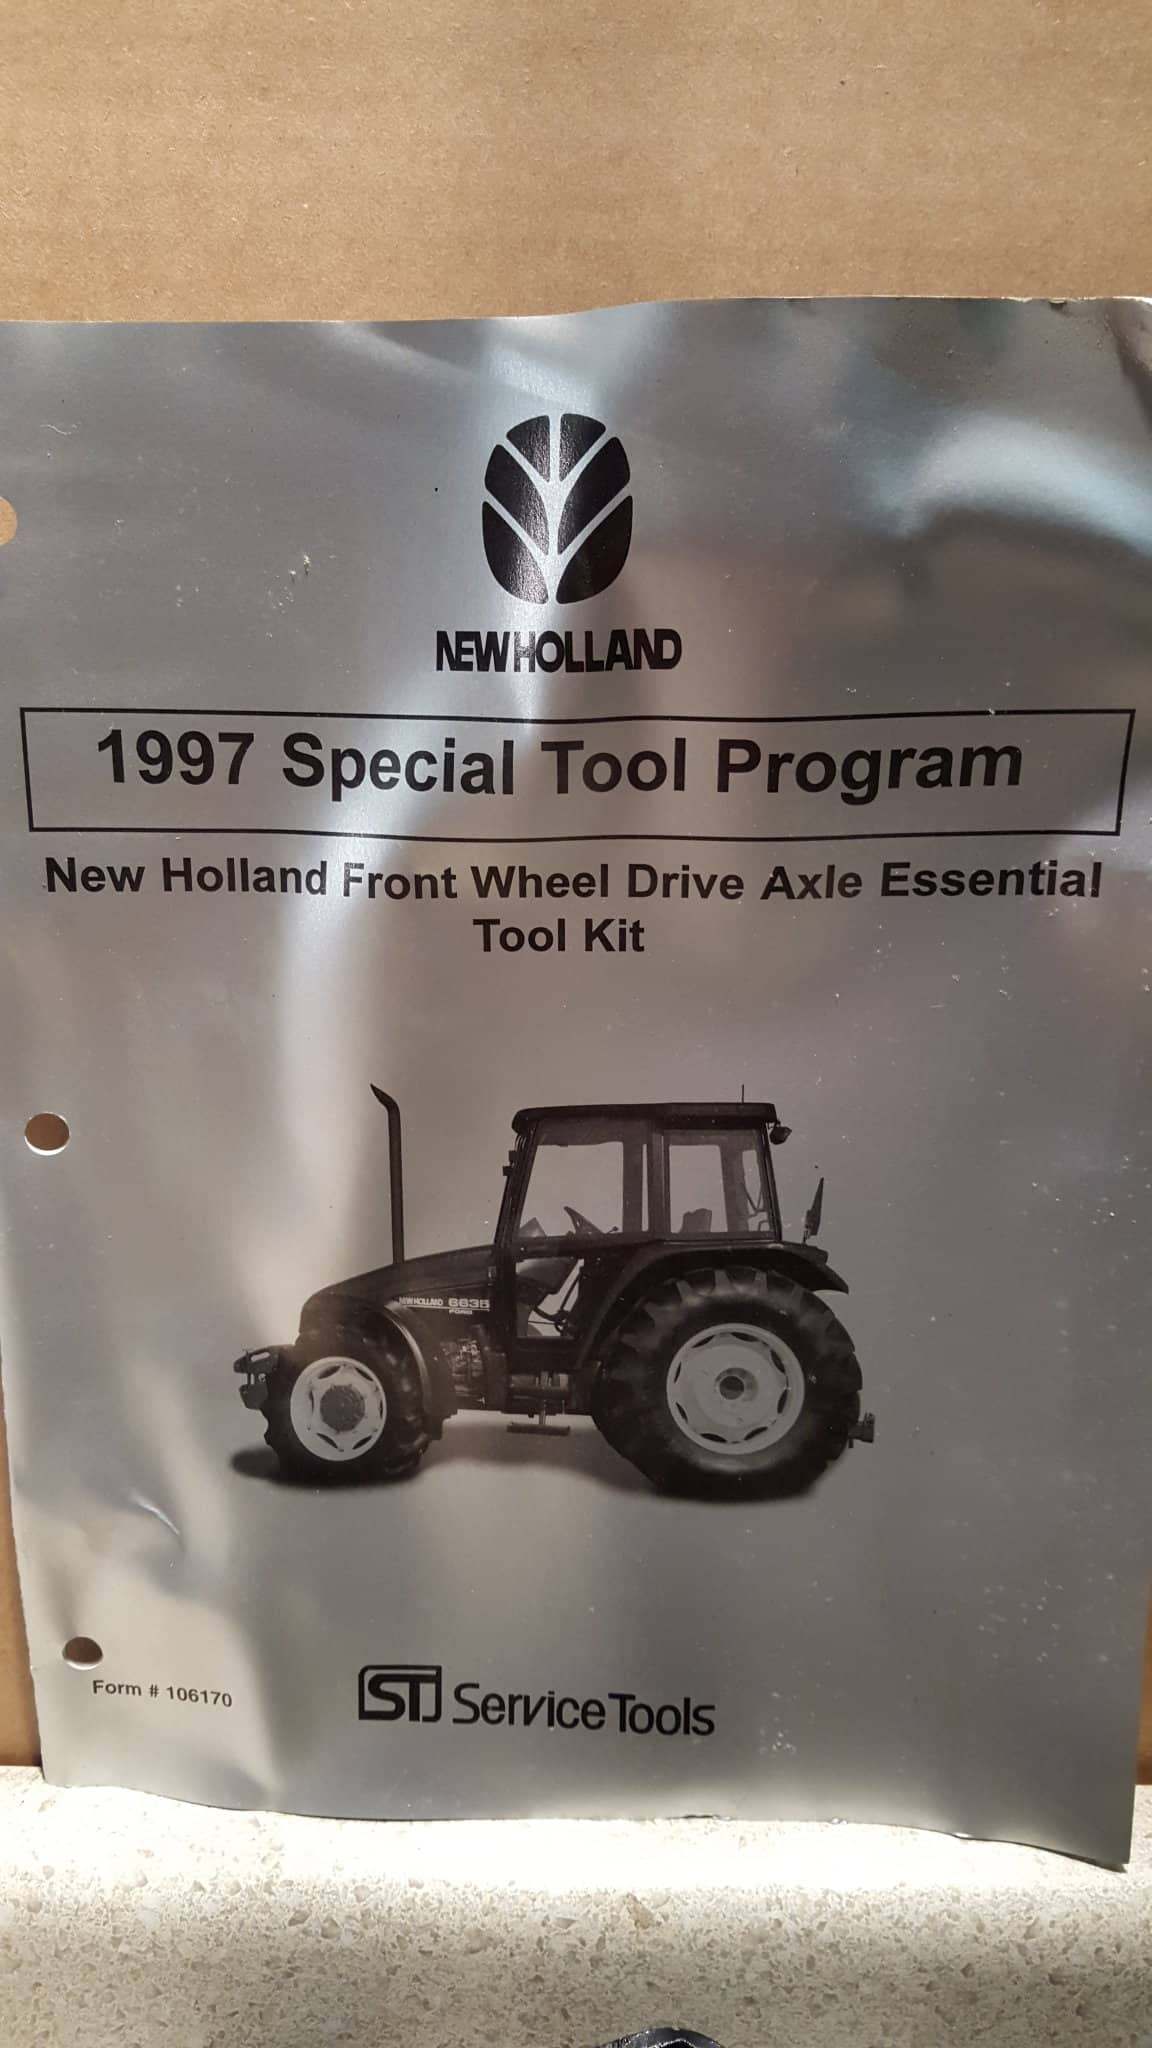 NEW HOLLAND
1997 Special Tool Program
New Holland Front Wheel Drive Axle Essential
Tool Kit
NEW HOLLAND 6635
FORD
Form # 106170
ST Service Tools